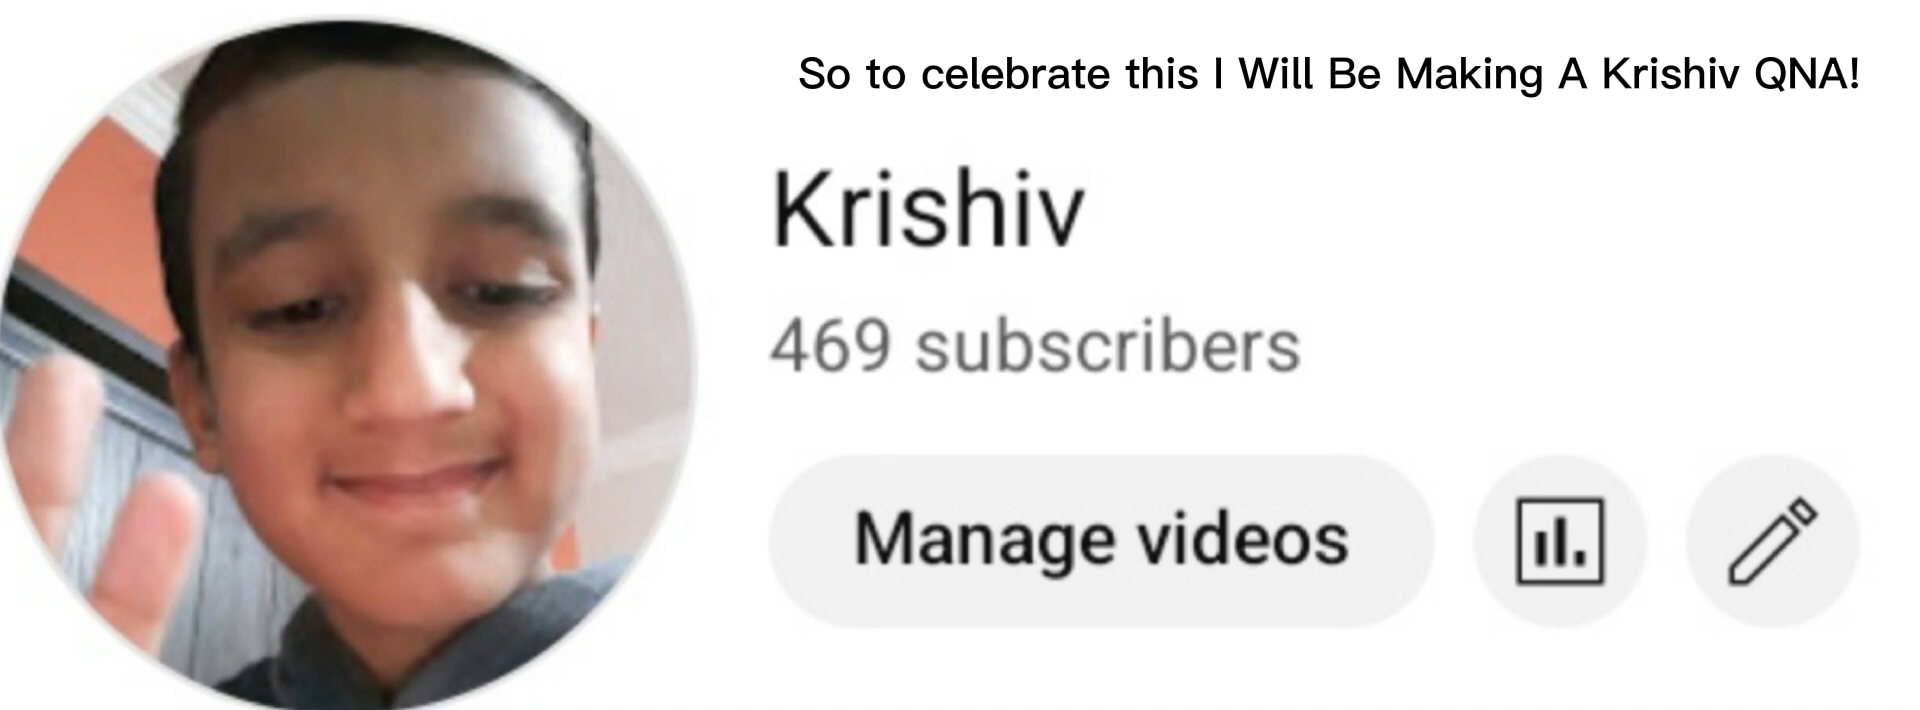 So to celebrate this I Will Be Making A Krishiv QNA!
Krishiv
469 subscribers
Manage videos